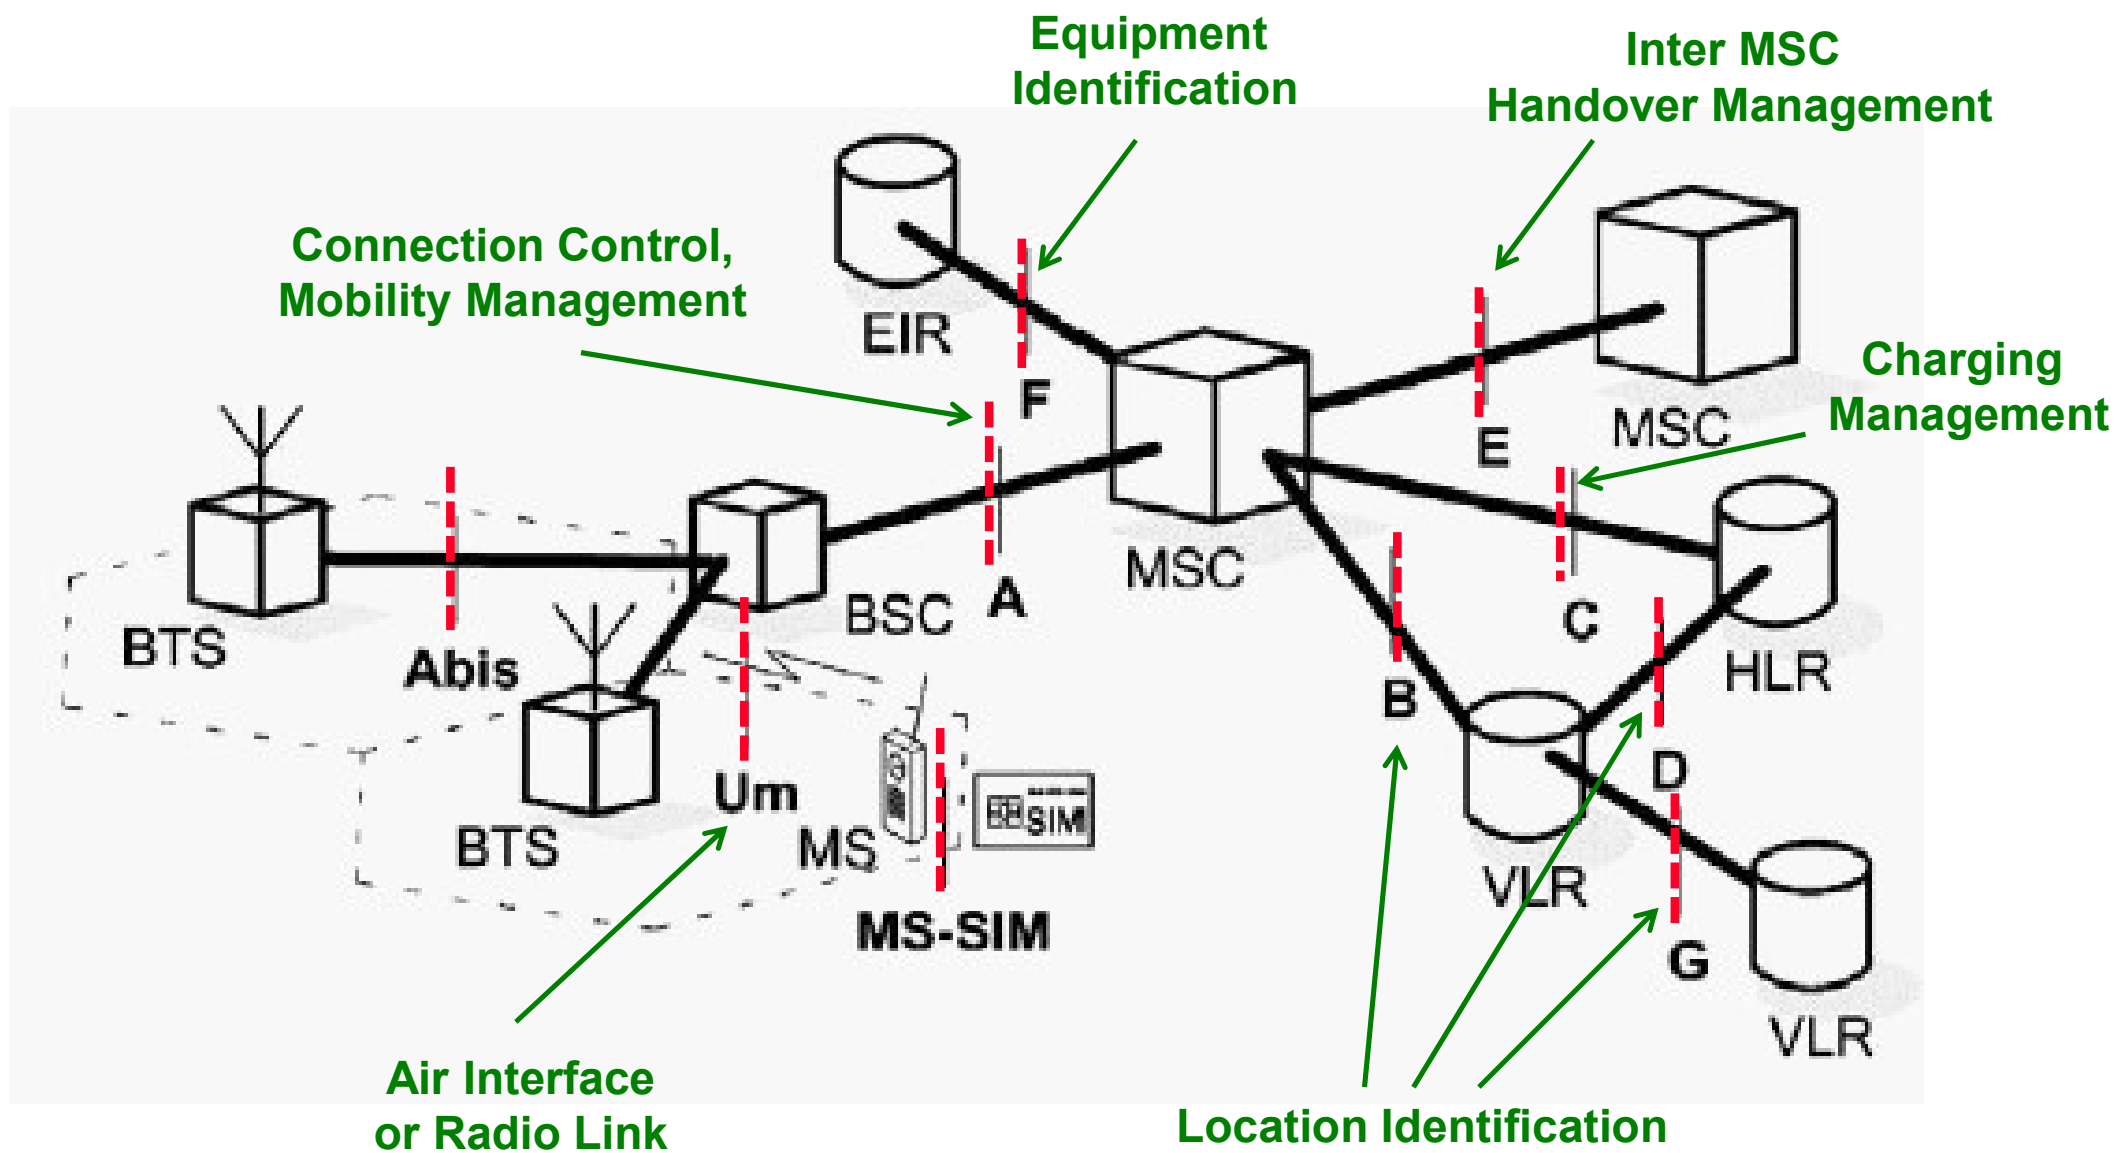 Equipment
Identification
Inter MSC
Handover Management
Connection Control,
Mobility Management
EIR
F
Charging
Management
MSC
E
MSC
A
BSC
C
BTS
Abis
B
HLR
D
Um
SIM
BTS
MS
VLR
MS-SIM
G
VLR
Air Interface
or Radio Link
Location Identification